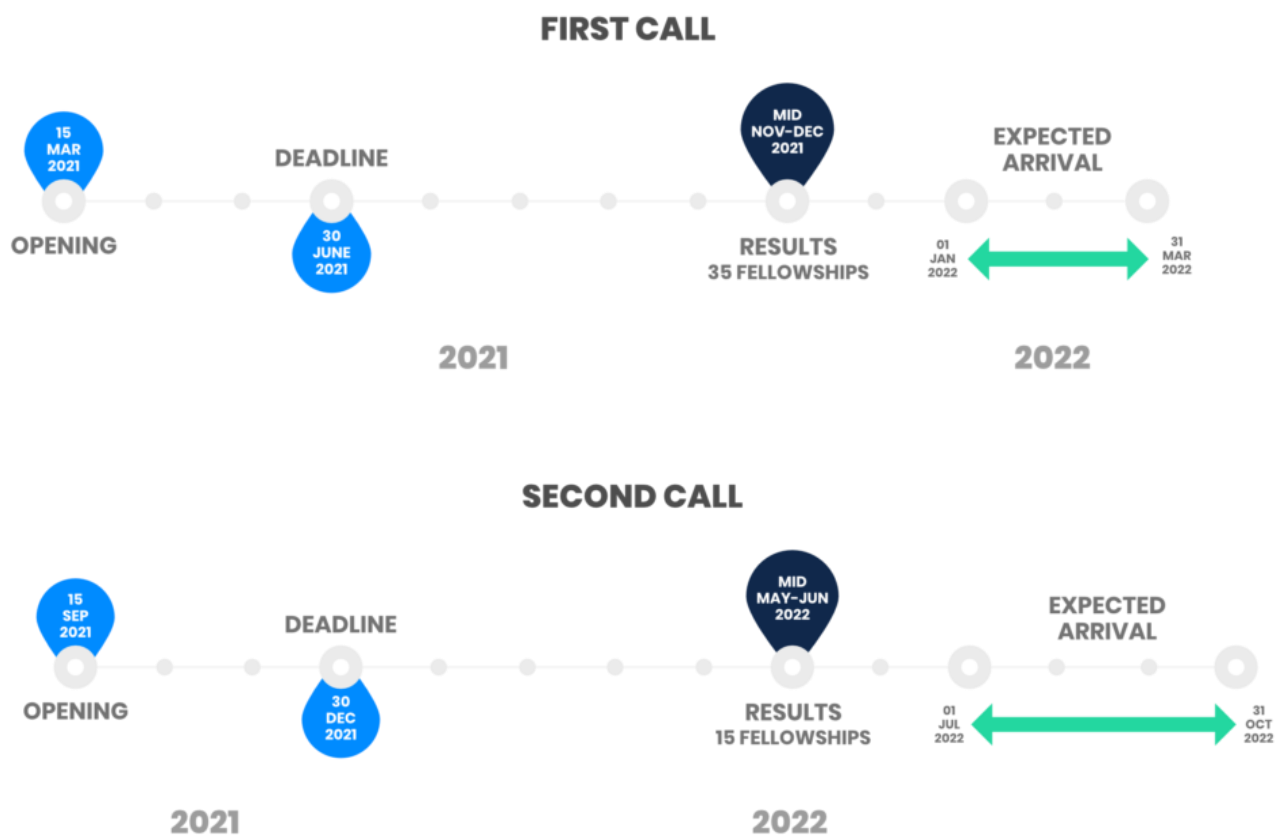 FIRST CALL
15
MAR
2021
OPENING
DEADLINE
30
JUNE
2021
MID
NOV-DEC
2021
RESULTS
35 FELLOWSHIPS
EXPECTED
ARRIVAL
01
JAN
2022
31
MAR
2022
2021
2022
SECOND CALL
15
SEP
2021
OPENING
DEADLINE
30
DEC
2021
MID
MAY-JUN
2022
RESULTS
15 FELLOWSHIPS
EXPECTED
ARRIVAL
01
JUL
2022
31
OCT
2022
2021
2022